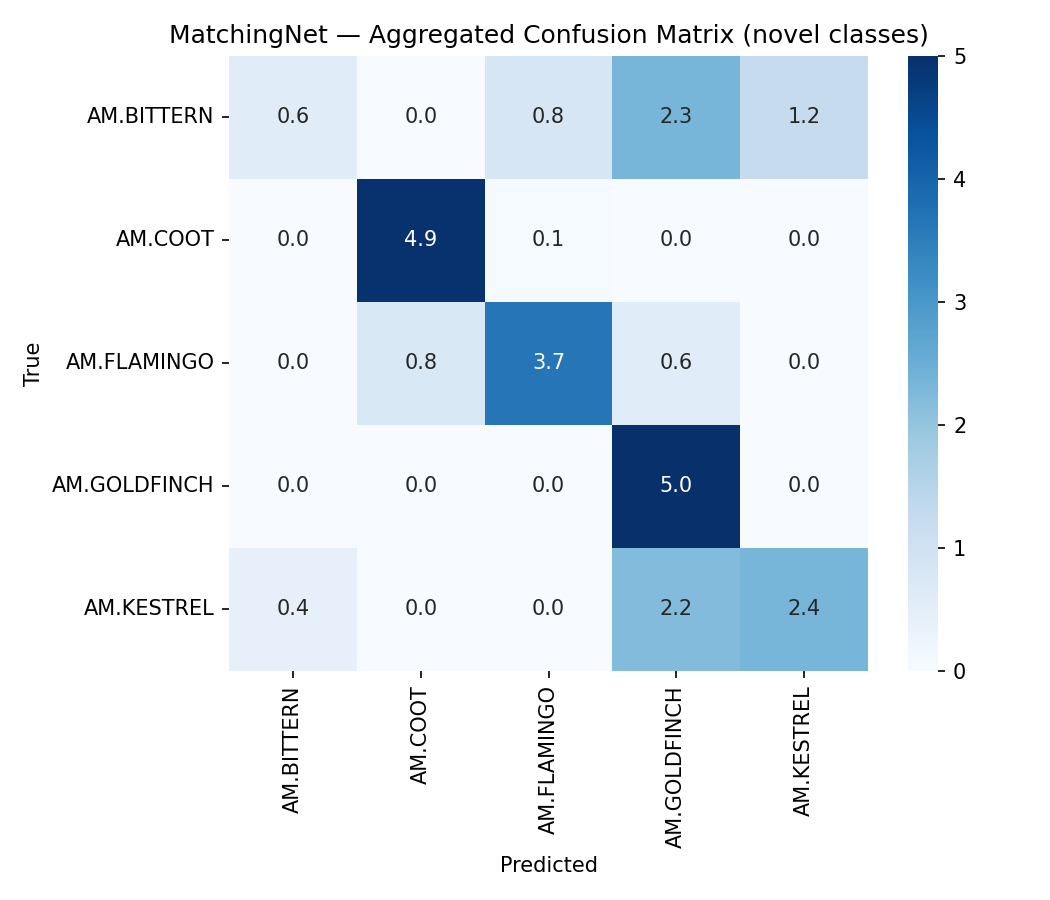 MatchingNet — Aggregated Confusion Matrix (novel classes)
AM.BITTERN 0.6 0.0 0.8 2.3 1.2
AM.COOT 0.0 4.9 0.1 0.0 0.0
AM.FLAMINGO 0.0 0.8 3.7 0.6 0.0
AM.GOLDFINCH 0.0 0.0 0.0 5.0 0.0
AM.KESTREL 0.4 0.0 0.0 2.2 2.4
True
AM.BITTERN
AM.COOT
AM.FLAMINGO
AM.GOLDFINCH
AM.KESTREL
Predicted
5
4
3
2
1
0